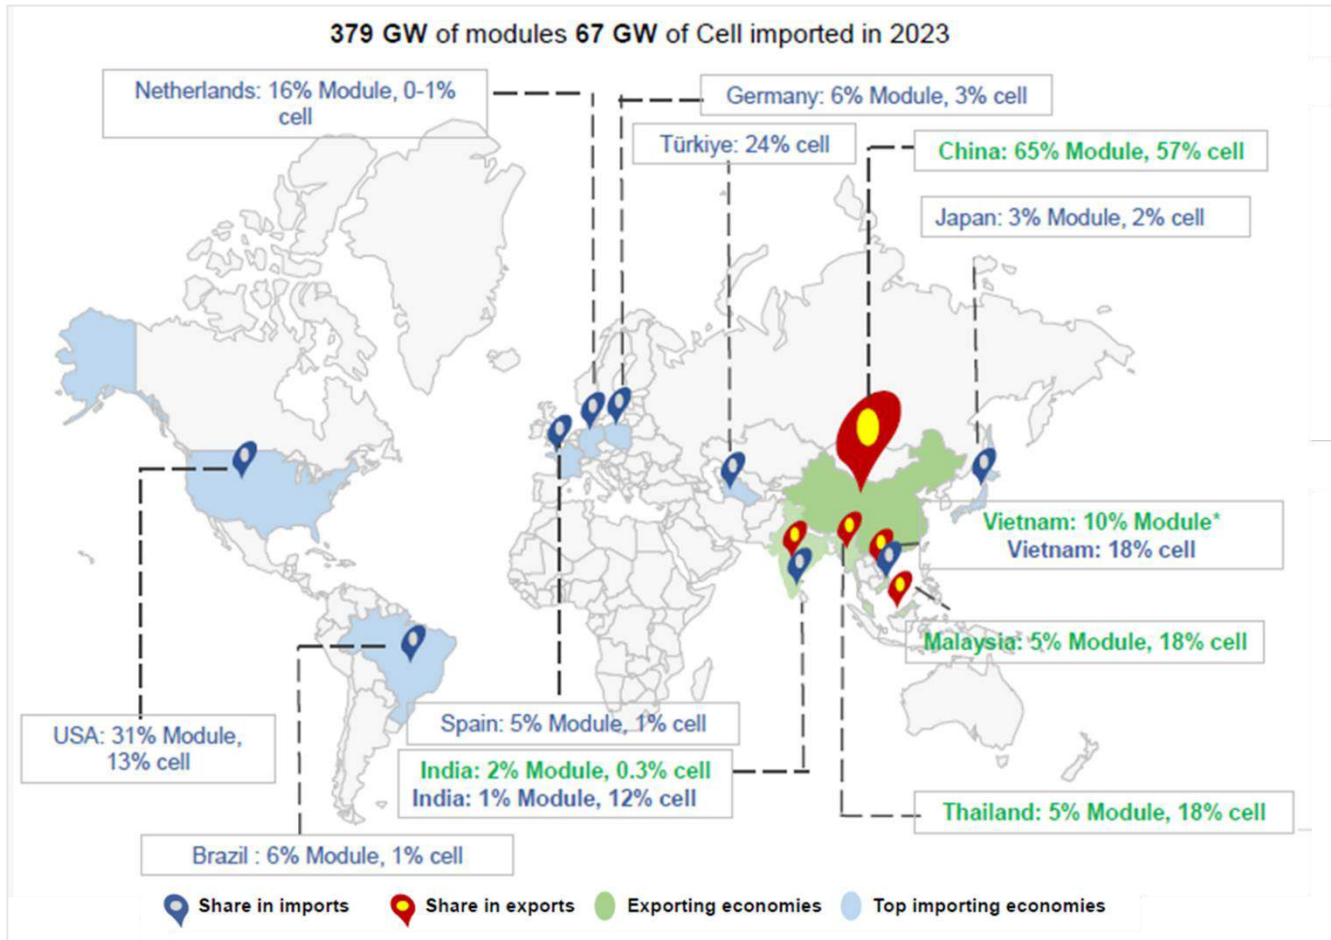 379 GW of modules 67 GW of Cell imported in 2023
Netherlands: 16% Module, 0-1%
cell
Germany: 6% Module, 3% cell
Türkiye: 24% cell
China: 65% Module, 57% cell
Japan: 3% Module, 2% cell
Vietnam: 10% Module*
Vietnam: 18% cell
Malaysia: 5% Module, 18% cell
USA: 31% Module,
13% cell
Spain: 5% Module, 1% cell
India: 2% Module, 0.3% cell
India: 1% Module, 12% cell
Thailand: 5% Module, 18% cell
Brazil : 6% Module, 1% cell
Share in imports
Share in exports
Exporting economies
Top importing economies